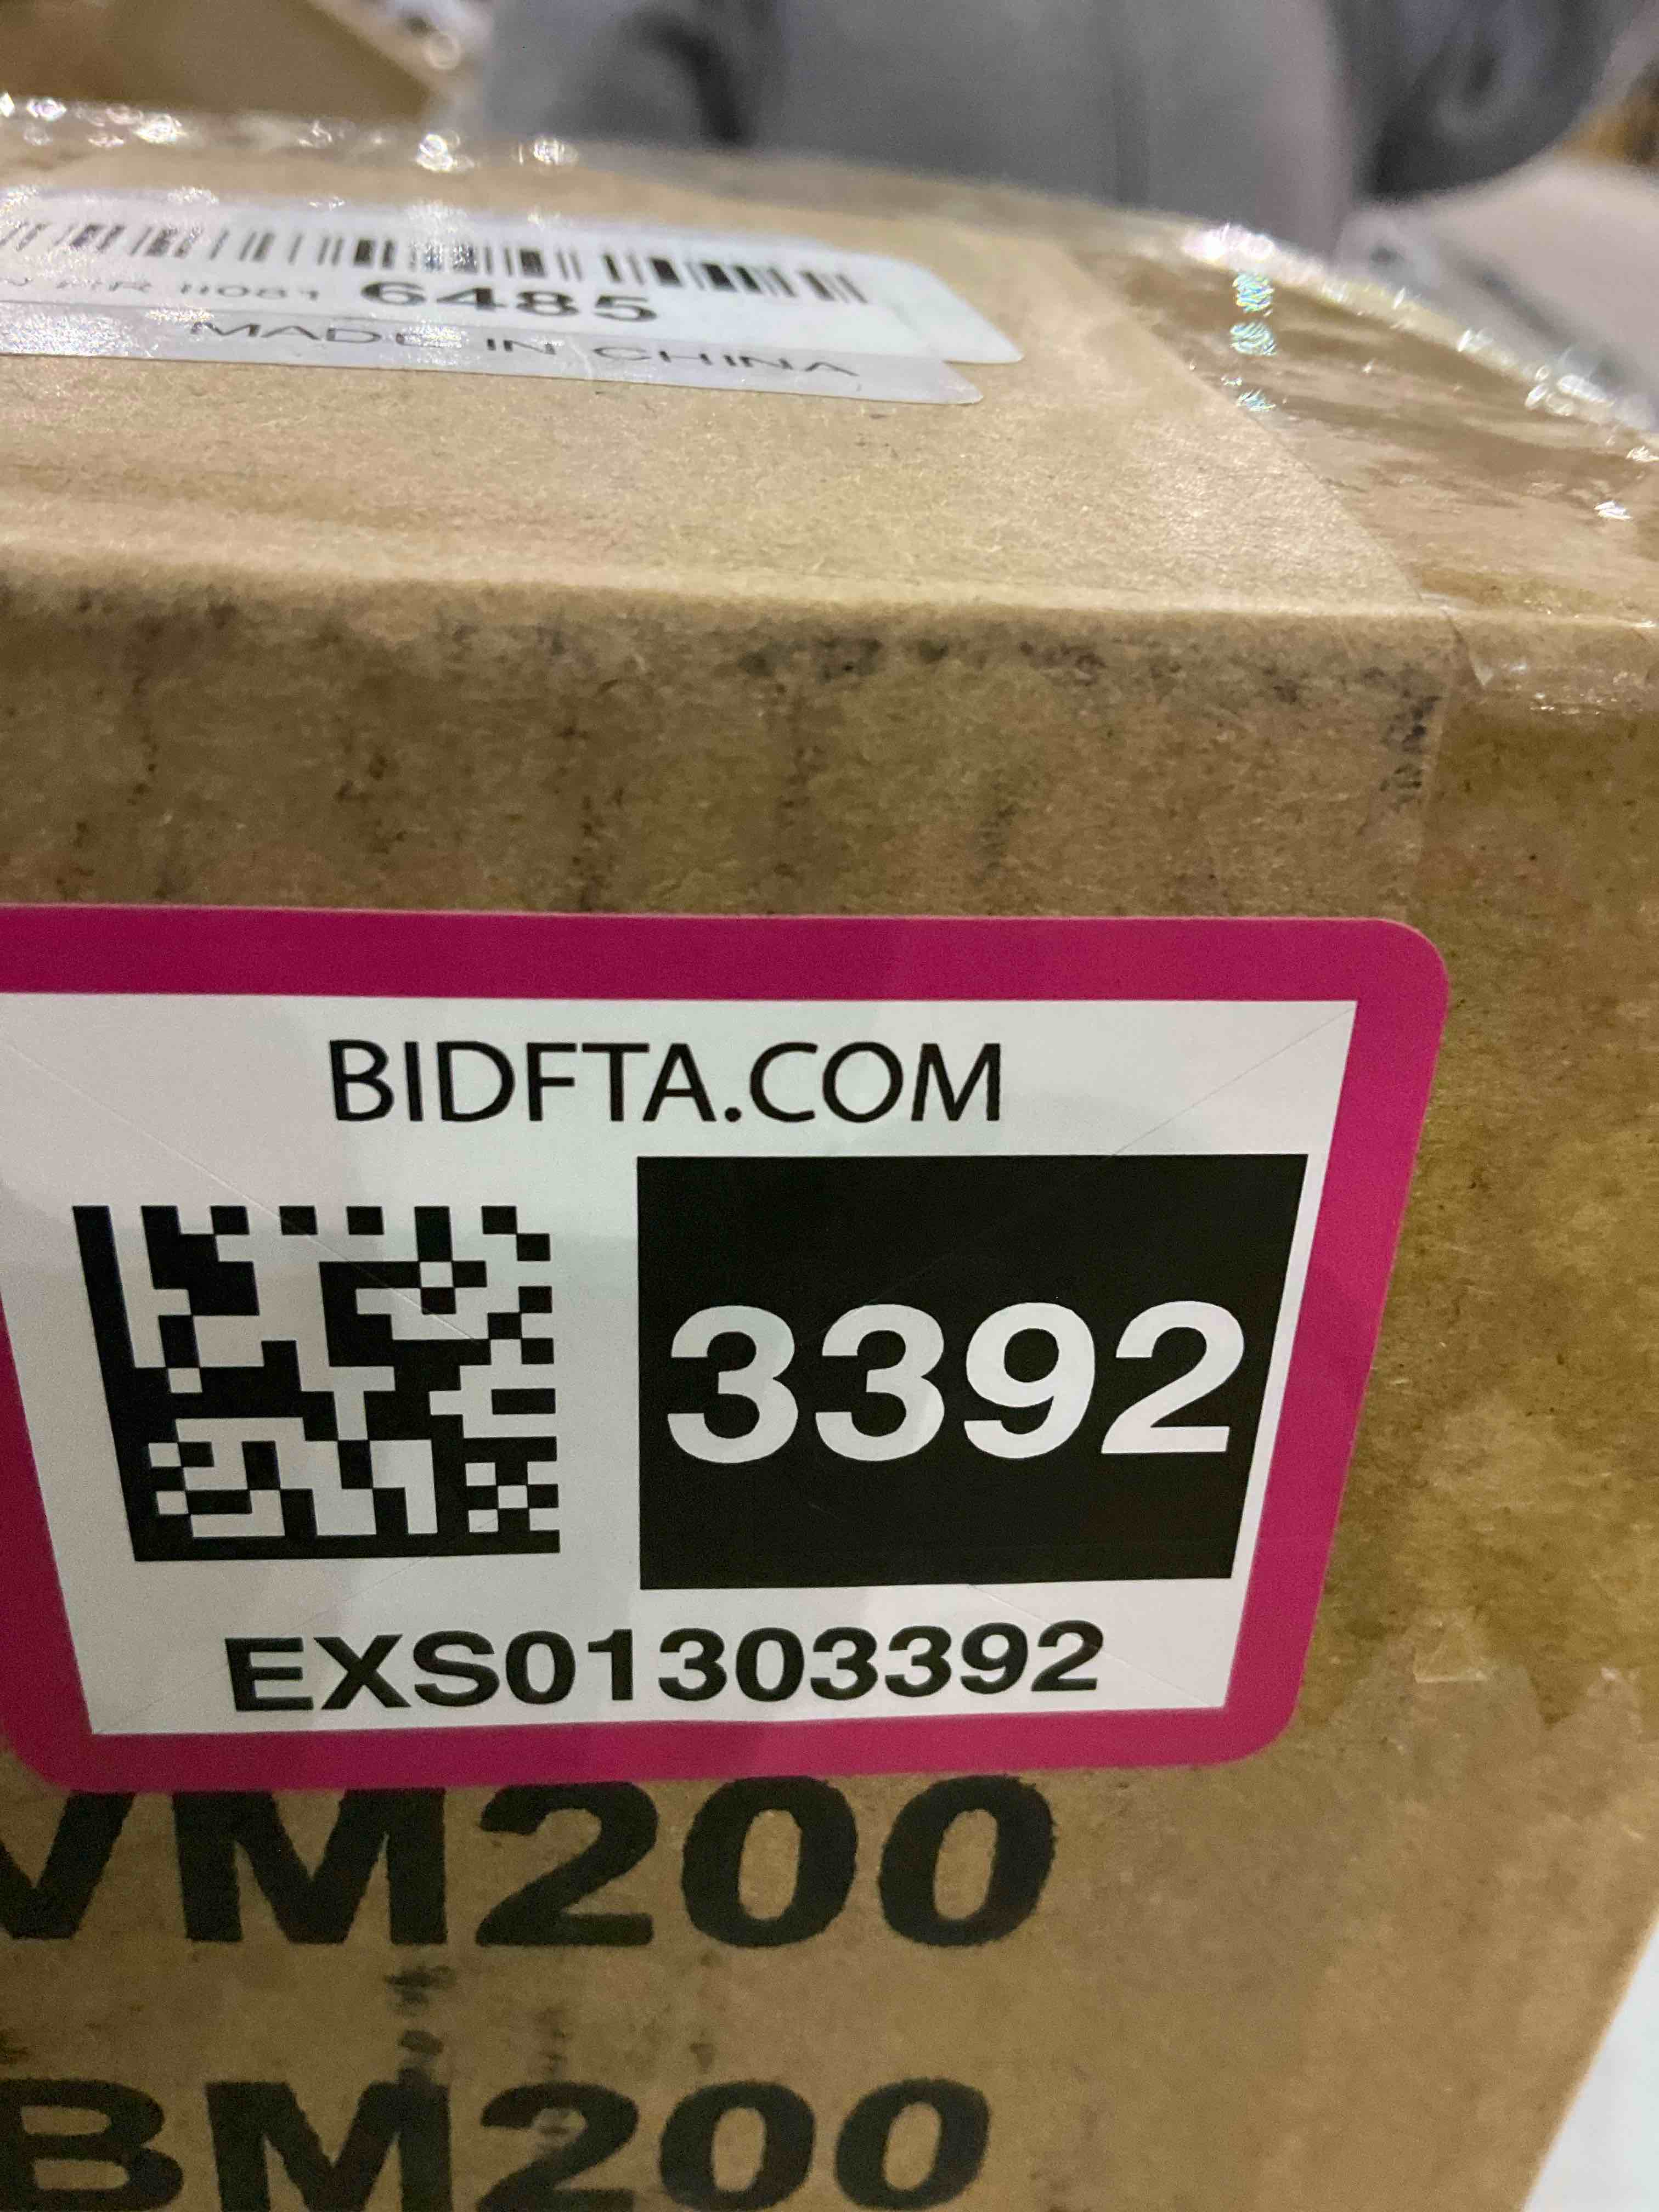 6485
MADE IN CHINA
BIDFTA.COM
3392
EXS01303392
VM200
BM200